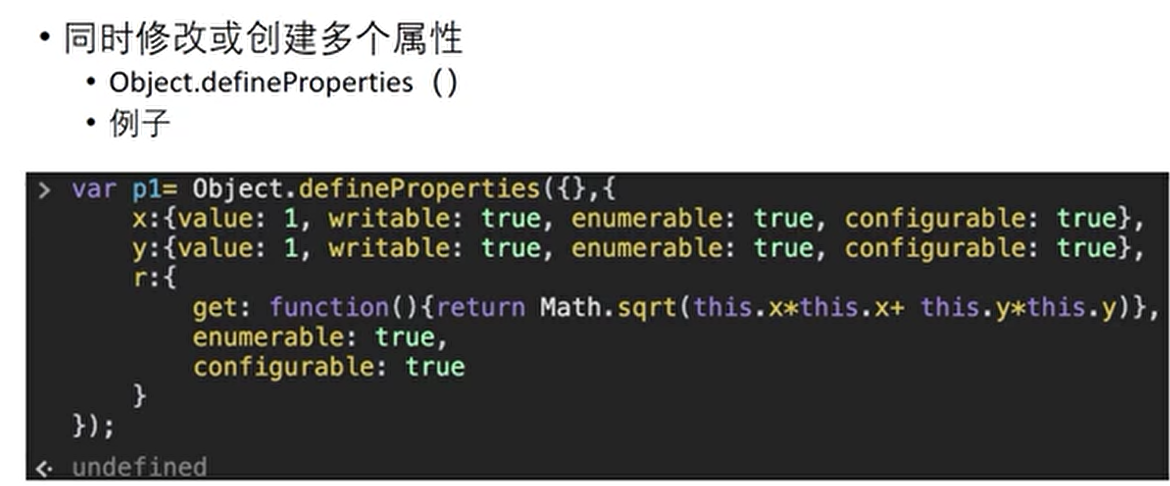 • 同时修改或创建多个属性
• Object.defineProperties （）
• 例子
> var p1= Object.defineProperties({},{
x:{value: 1, writable: true, enumerable: true, configurable: true},
y:{value: 1, writable: true, enumerable: true, configurable: true},
r:{
get: function(){return Math.sqrt(this.x*this.x+ this.y*this.y)},
enumerable: true,
configurable: true
}
});
<· undefined